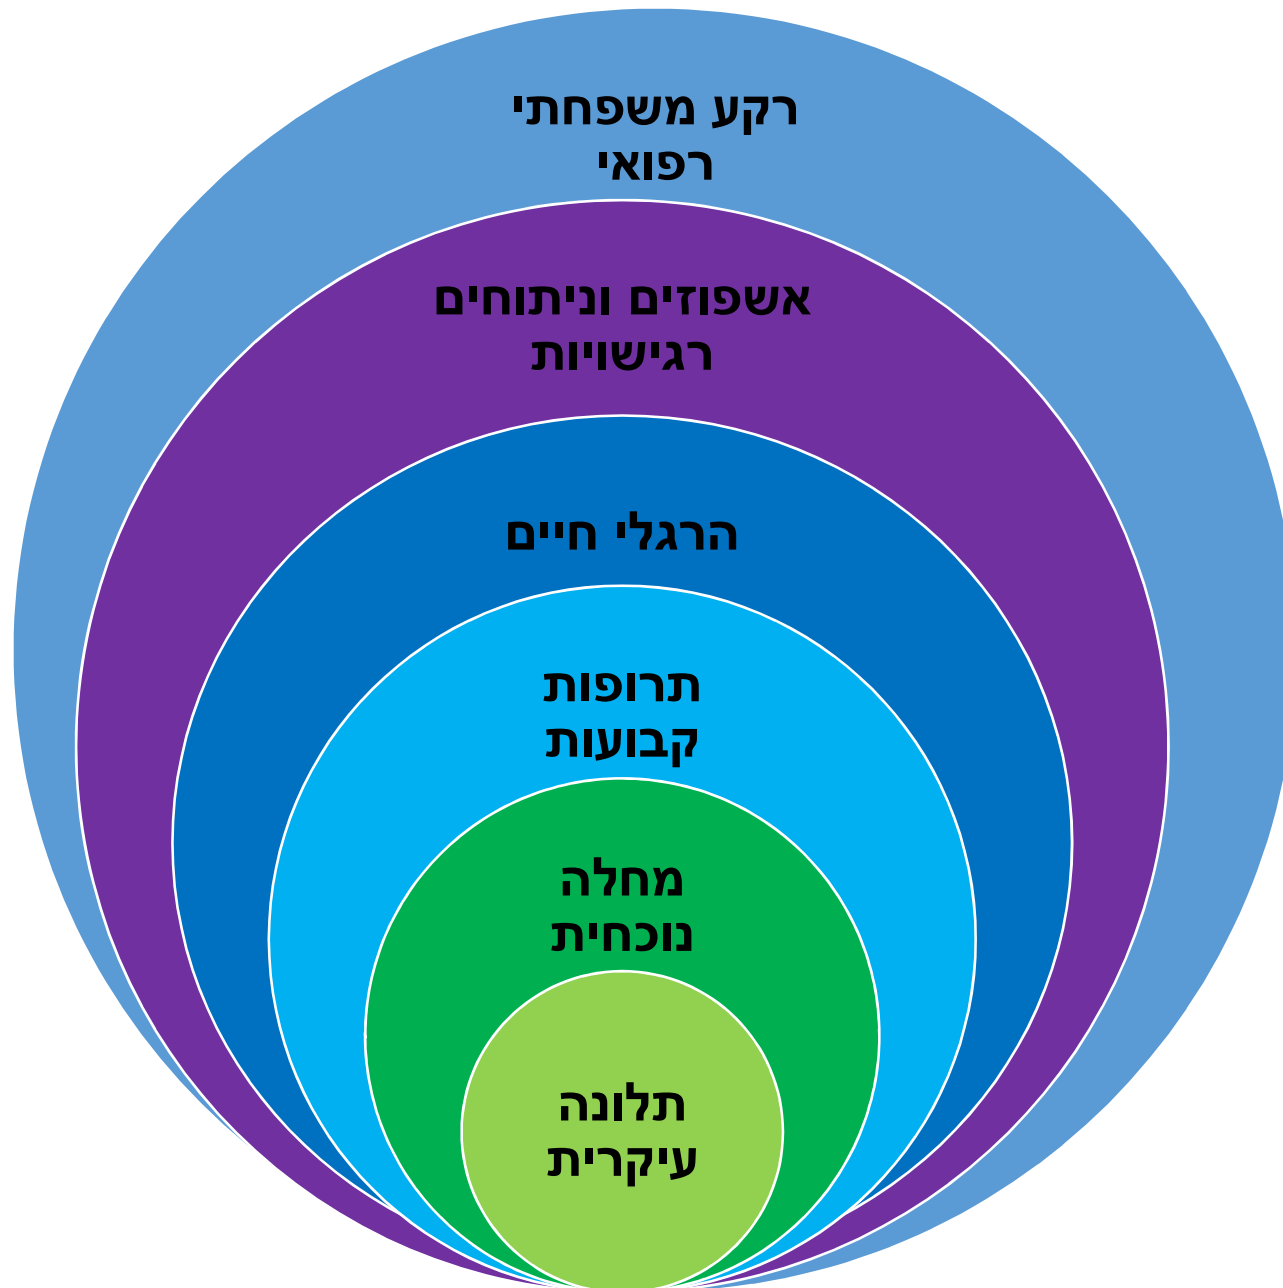 רקע משפחתי
רפואי
אשפוזים וניתוחים
רגישויות
הרגלי חיים
תרופות
קבועות
מחלה
נוכחית
תלונה
עיקרית